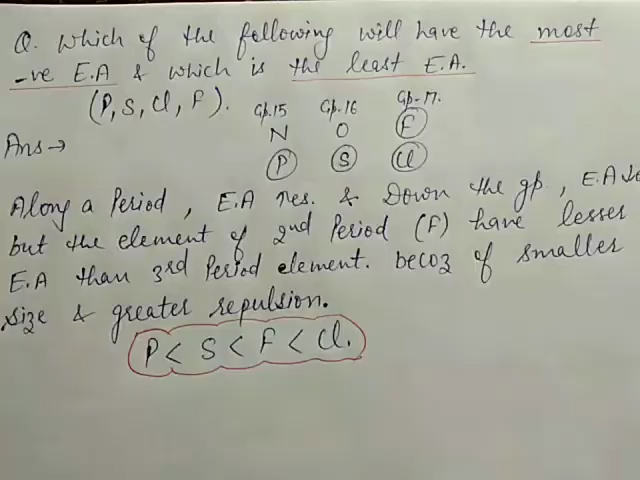 Q. Which of the following will have the most
-ve E.A & which is the least E.A.
(P, S, Cl, F).
Gp.15 Gp.16 Gp.17.
N O F
Ans →
P S Cl
Along a Period, E.A ↑es. & Down the gp, E.A ↓e
but the element of 2nd Period (F) have lesser
E.A than 3rd Period element. becoz of smaller
size & greater repulsion.
P < S < F < Cl.